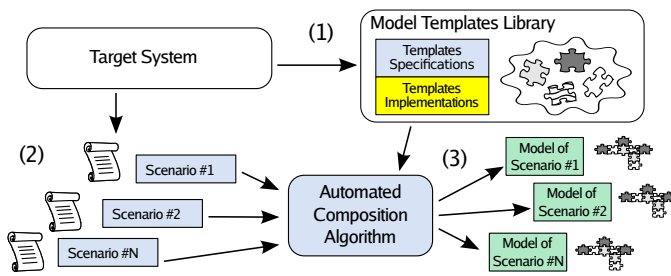 Target System
(1)
Model Templates Library
Templates
Specifications
Templates
Implementations
(2)
Scenario #1
Scenario #2
Scenario #N
Automated
Composition
Algorithm
(3)
Model of
Scenario #1
Model of
Scenario #2
Model of
Scenario #N